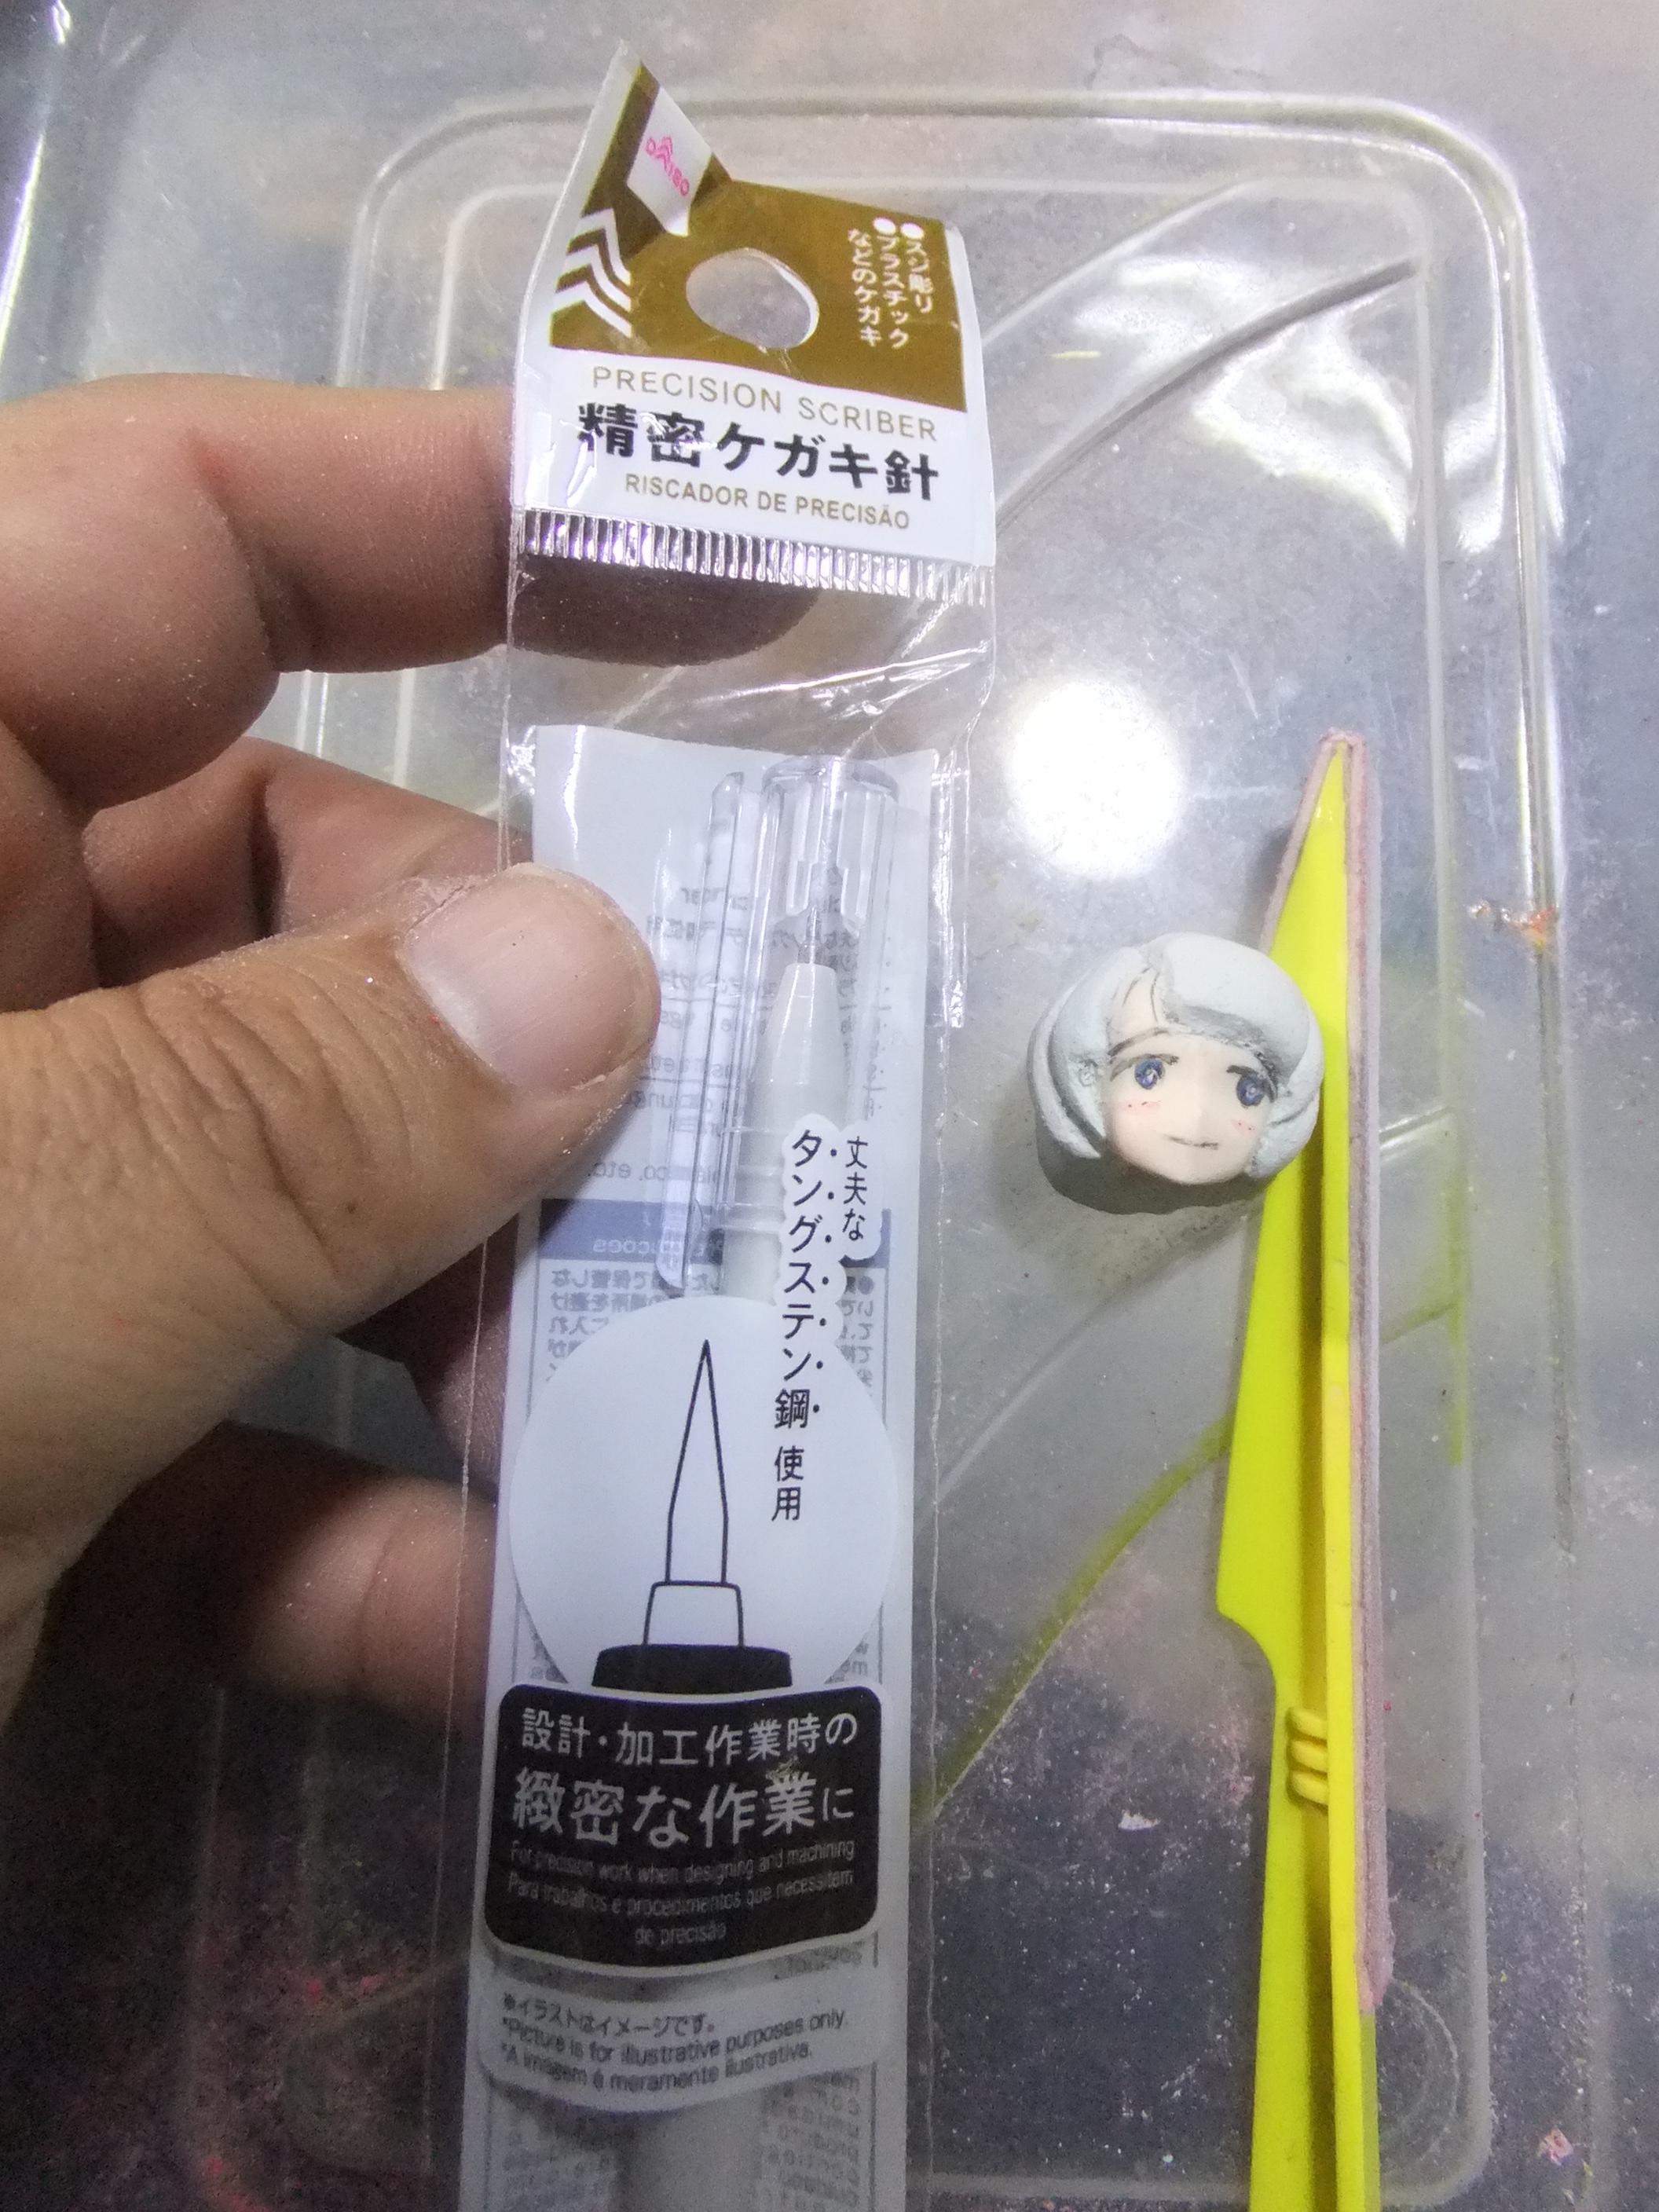 DAISO
●スジ彫り
●プラスチック
などのケガキ
PRECISION SCRIBER
精密ケガキ針
RISCADOR DE PRECISÃO
丈夫な
タングステン鋼使用
設計・加工作業時の
緻密な作業に
For precision work when designing and machining
Para trabalhos e procedimentos que necessitem
de precisão
※イラストはイメージです。
*Picture is for illustrative purposes only.
*A imagem é meramente ilustrativa.